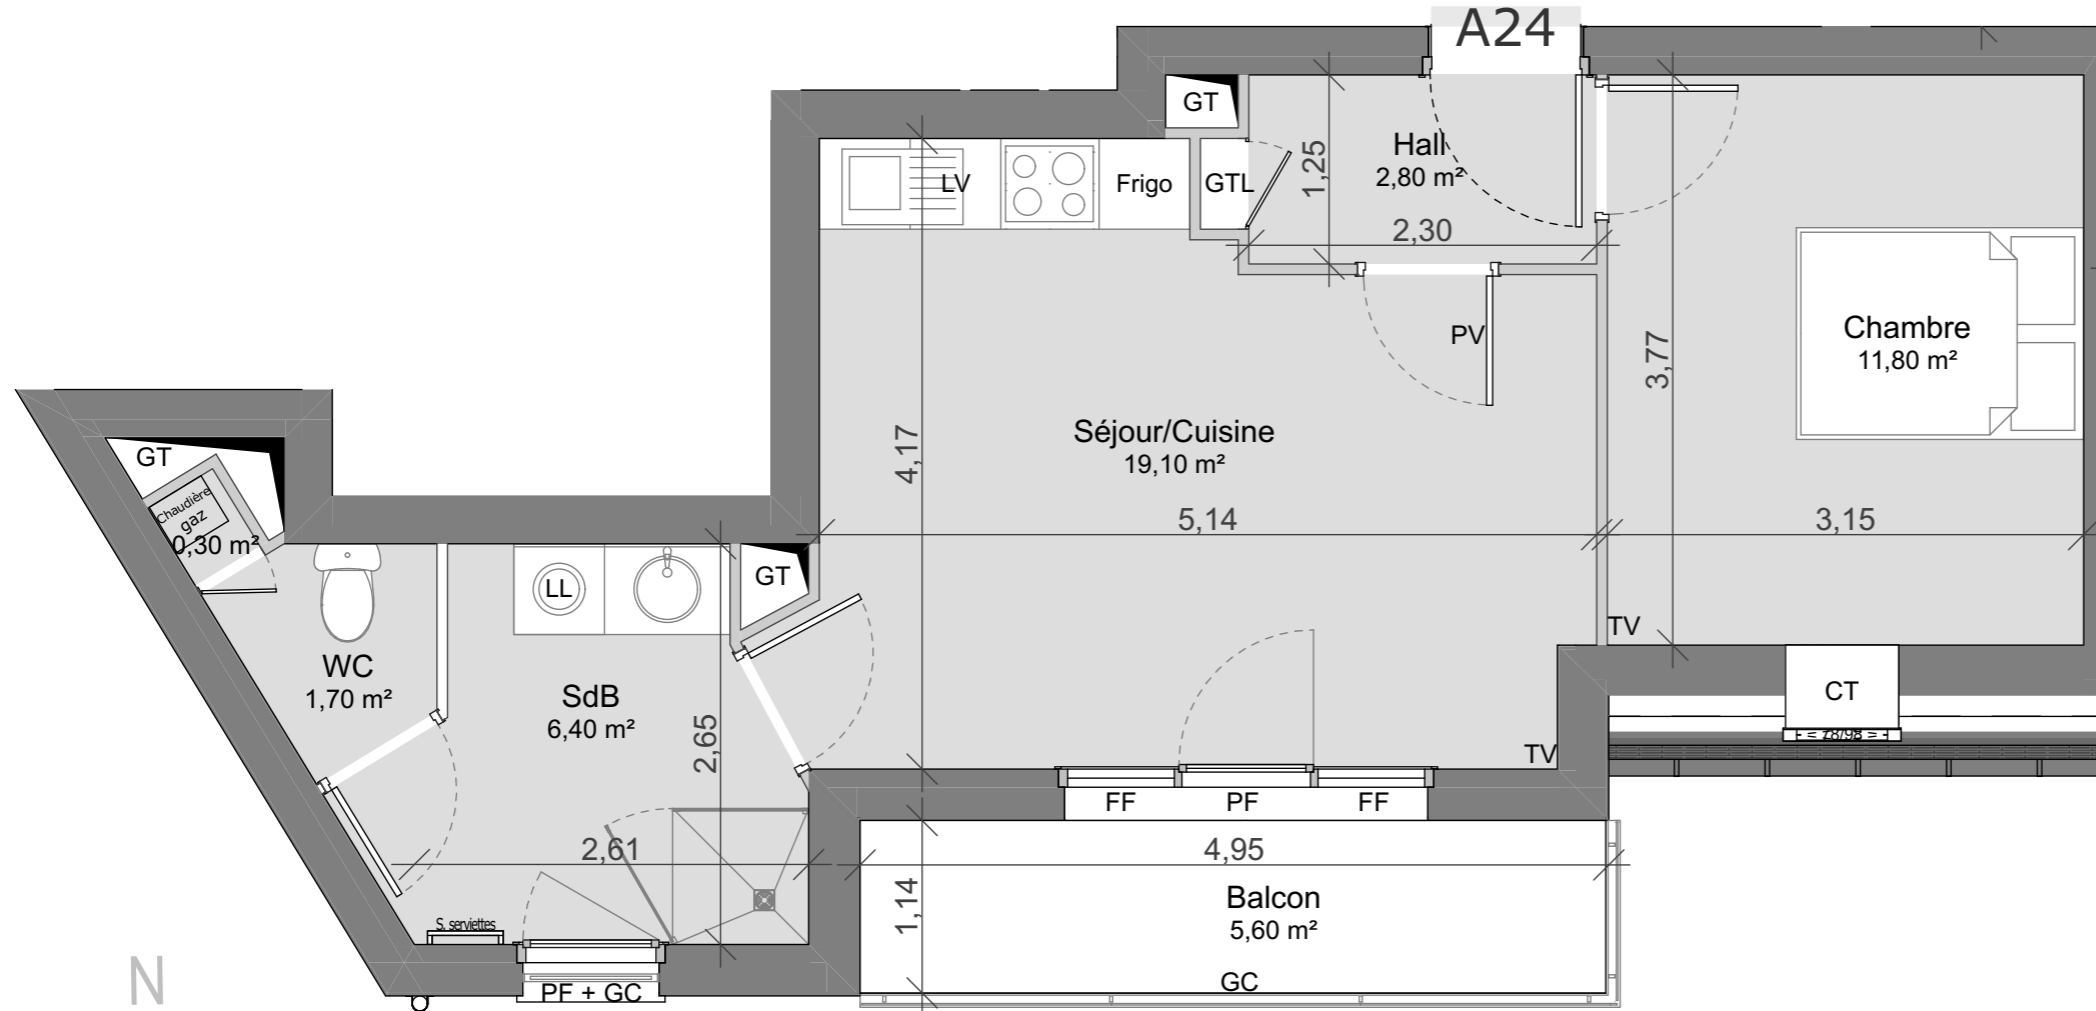 A24
GT
Hall
2,80 m²
1,25
LV
Frigo
GTL
2,30
PV
Chambre
11,80 m²
3,77
Séjour/Cuisine
19,10 m²
4,17
GT
Chaudière
gaz
0,30 m²
5,14
3,15
LL
GT
WC
1,70 m²
SdB
6,40 m²
2,65
TV
TV
CT
FF
PF
FF
2,61
4,95
1,14
Balcon
5,60 m²
S. serviettes
GC
PF + GC
N